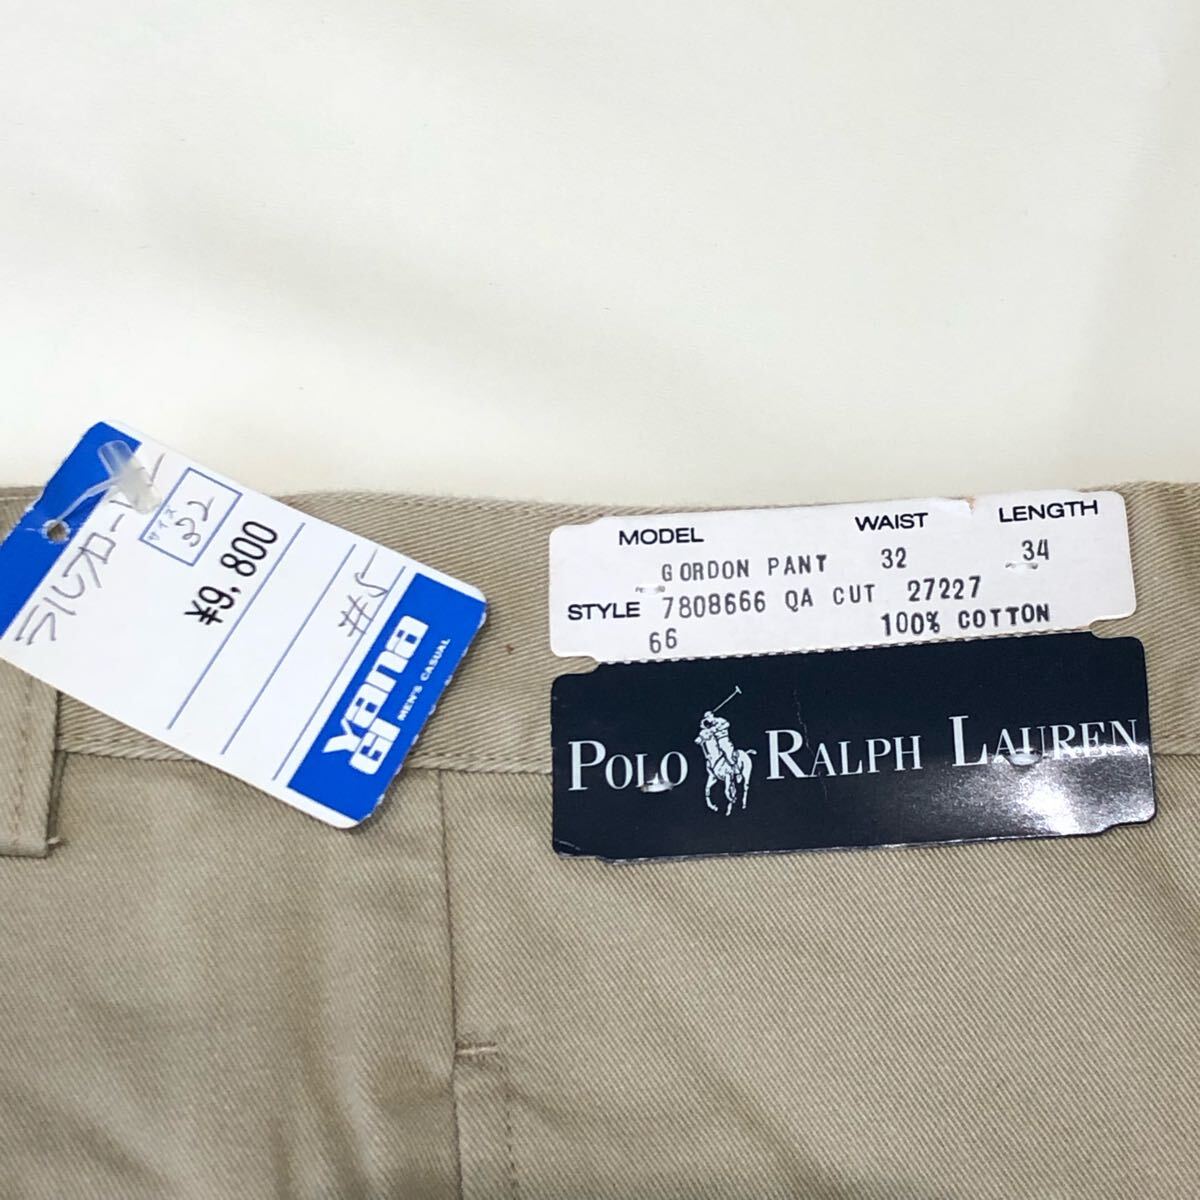 ラルフローレン
サイズ
32
¥9,800
#5
Yana
GI
MEN'S CASUAL
MODEL WAIST LENGTH
GORDON PANT 32 34
STYLE 7808666 QA CUT 27227
66 100% COTTON
POLO RALPH LAUREN